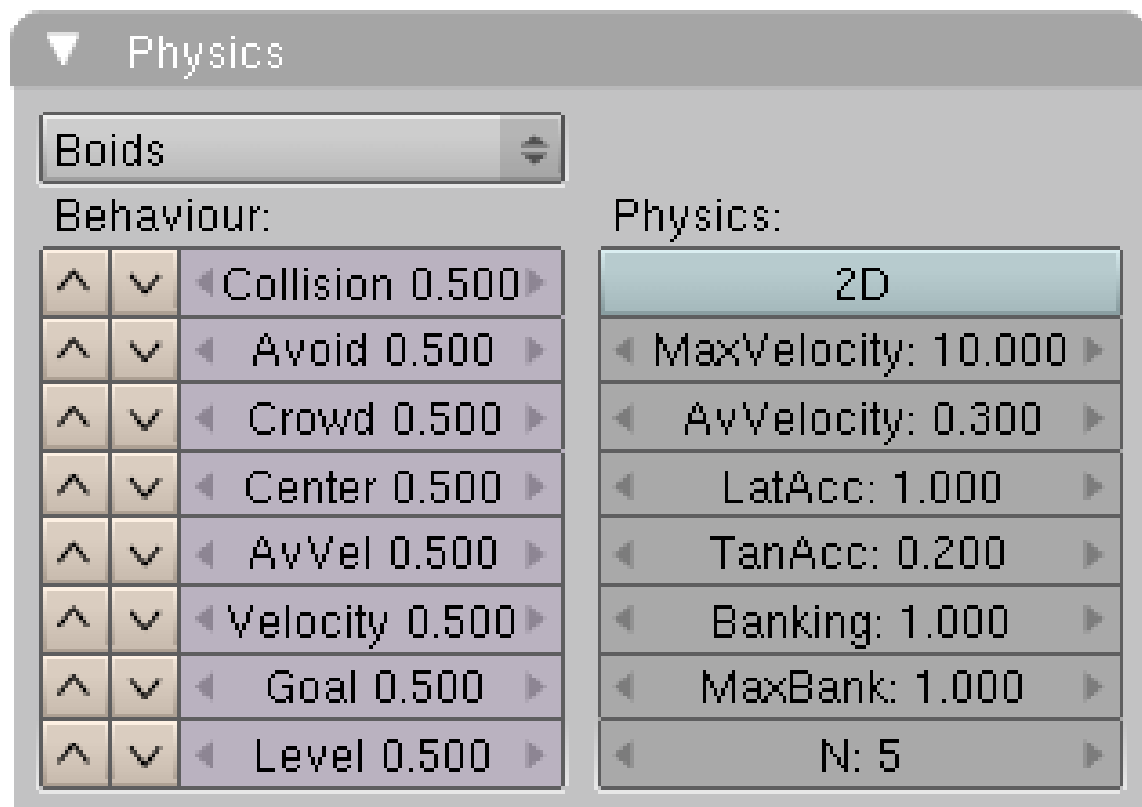 Physics
Boids
Behaviour:
Collision 0.500
Avoid 0.500
Crowd 0.500
Center 0.500
AvVel 0.500
Velocity 0.500
Goal 0.500
Level 0.500
Physics:
2D
MaxVelocity: 10.000
AvVelocity: 0.300
LatAcc: 1.000
TanAcc: 0.200
Banking: 1.000
MaxBank: 1.000
N: 5